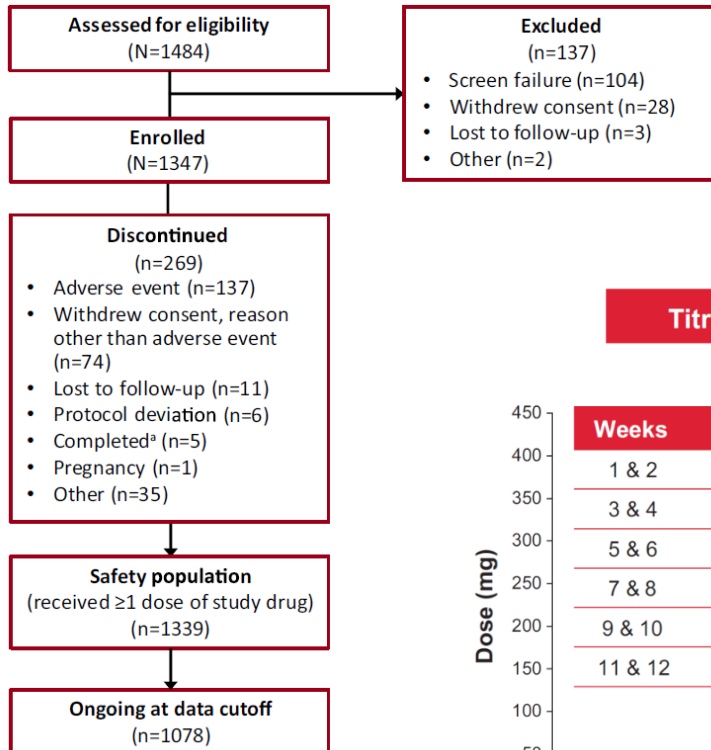 Assessed for eligibility
(N=1484)
Excluded
(n=137)
• Screen failure (n=104)
• Withdrew consent (n=28)
• Lost to follow-up (n=3)
• Other (n=2)
Enrolled
(N=1347)
Discontinued
(n=269)
• Adverse event (n=137)
• Withdrew consent, reason
other than adverse event
(n=74)
• Lost to follow-up (n=11)
• Protocol deviation (n=6)
• Completedᵃ (n=5)
• Pregnancy (n=1)
• Other (n=35)
Safety population
(received ≥1 dose of study drug)
(n=1339)
Ongoing at data cutoff
(n=1078)
Titr
Dose (mg)
450
400
350
300
250
200
150
100
Weeks
1 & 2
3 & 4
5 & 6
7 & 8
9 & 10
11 & 12